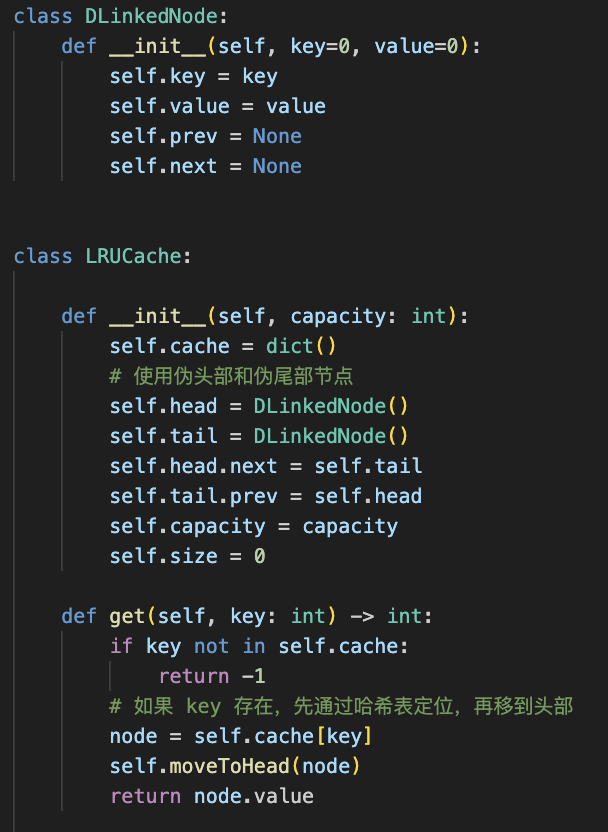 class DLinkedNode:
    def __init__(self, key=0, value=0):
        self.key = key
        self.value = value
        self.prev = None
        self.next = None
class LRUCache:
    def __init__(self, capacity: int):
        self.cache = dict()
        # 使用伪头部和伪尾部节点
        self.head = DLinkedNode()
        self.tail = DLinkedNode()
        self.head.next = self.tail
        self.tail.prev = self.head
        self.capacity = capacity
        self.size = 0
    def get(self, key: int) -> int:
        if key not in self.cache:
            return -1
        # 如果 key 存在，先通过哈希表定位，再移到头部
        node = self.cache[key]
        self.moveToHead(node)
        return node.value